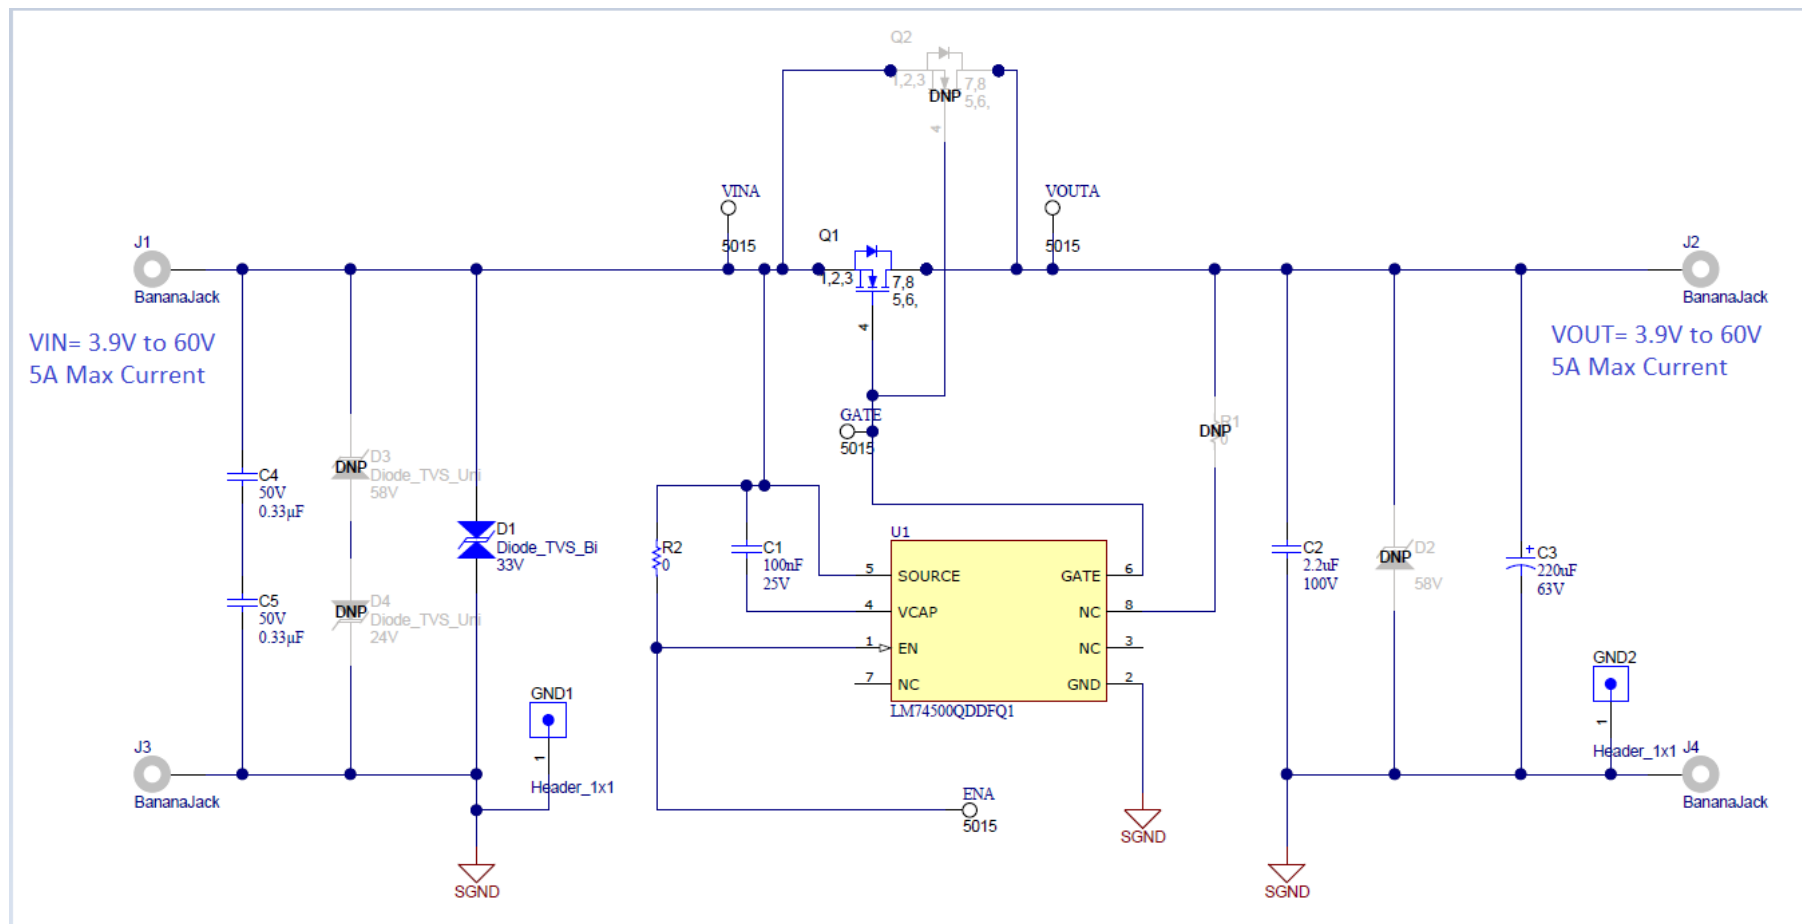 Q2
1,2,3
7,8
5,6,
DNP
4
VINA
5015
VOUTA
5015
Q1
1,2,3
7,8
5,6,
4
J1
BananaJack
J2
BananaJack
VIN= 3.9V to 60V
5A Max Current
VOUT= 3.9V to 60V
5A Max Current
GATE
5015
R1
DNP
0
C4
50V
0.33µF
D3
DNP
Diode_TVS_Uni
58V
D1
Diode_TVS_Bi
33V
C5
50V
0.33µF
D4
DNP
Diode_TVS_Uni
24V
R2
0
C1
100nF
25V
U1
5 SOURCE
4 VCAP
1 EN
7 NC
GATE 6
NC 8
NC 3
GND 2
LM74500QDDFQ1
C2
2.2uF
100V
D2
DNP
58V
+ C3
220uF
63V
GND1
1
Header_1x1
GND2
1
Header_1x1
J3
BananaJack
J4
BananaJack
ENA
5015
SGND
SGND
SGND